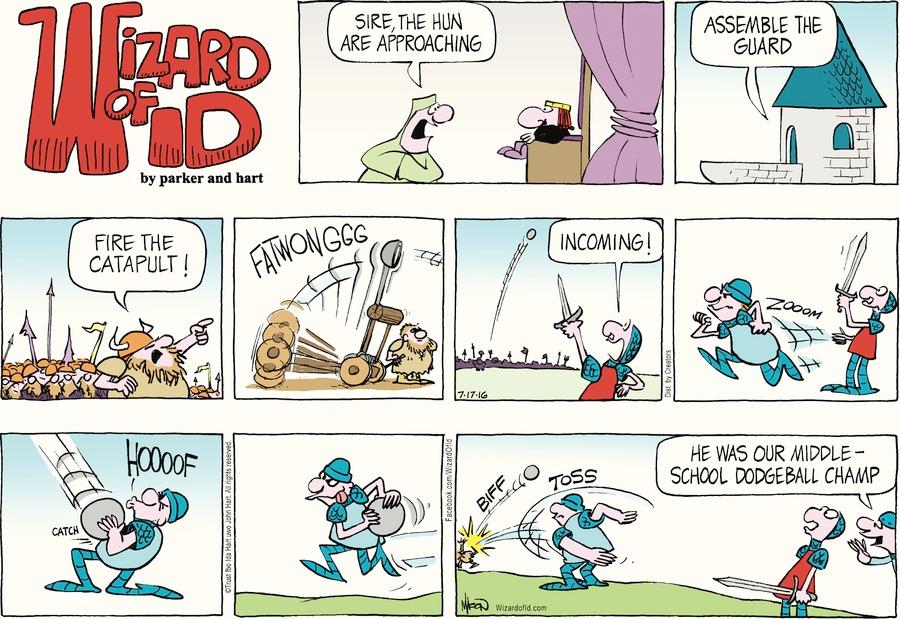 WIZARD
OF
ID
by parker and hart
SIRE, THE HUN
ARE APPROACHING
ASSEMBLE THE
GUARD
FIRE THE
CATAPULT!
FATWONGGG
7-17-16
INCOMING!
Dist. by Creators
ZOOOM
CATCH
HOOOOF
©Trust f/bo Ida Hart uwo John Hart. All rights reserved
Facebook.com/WizardOfId
BIFF
TOSS
MASON
WizardofId.com
HE WAS OUR MIDDLE-
SCHOOL DODGEBALL CHAMP